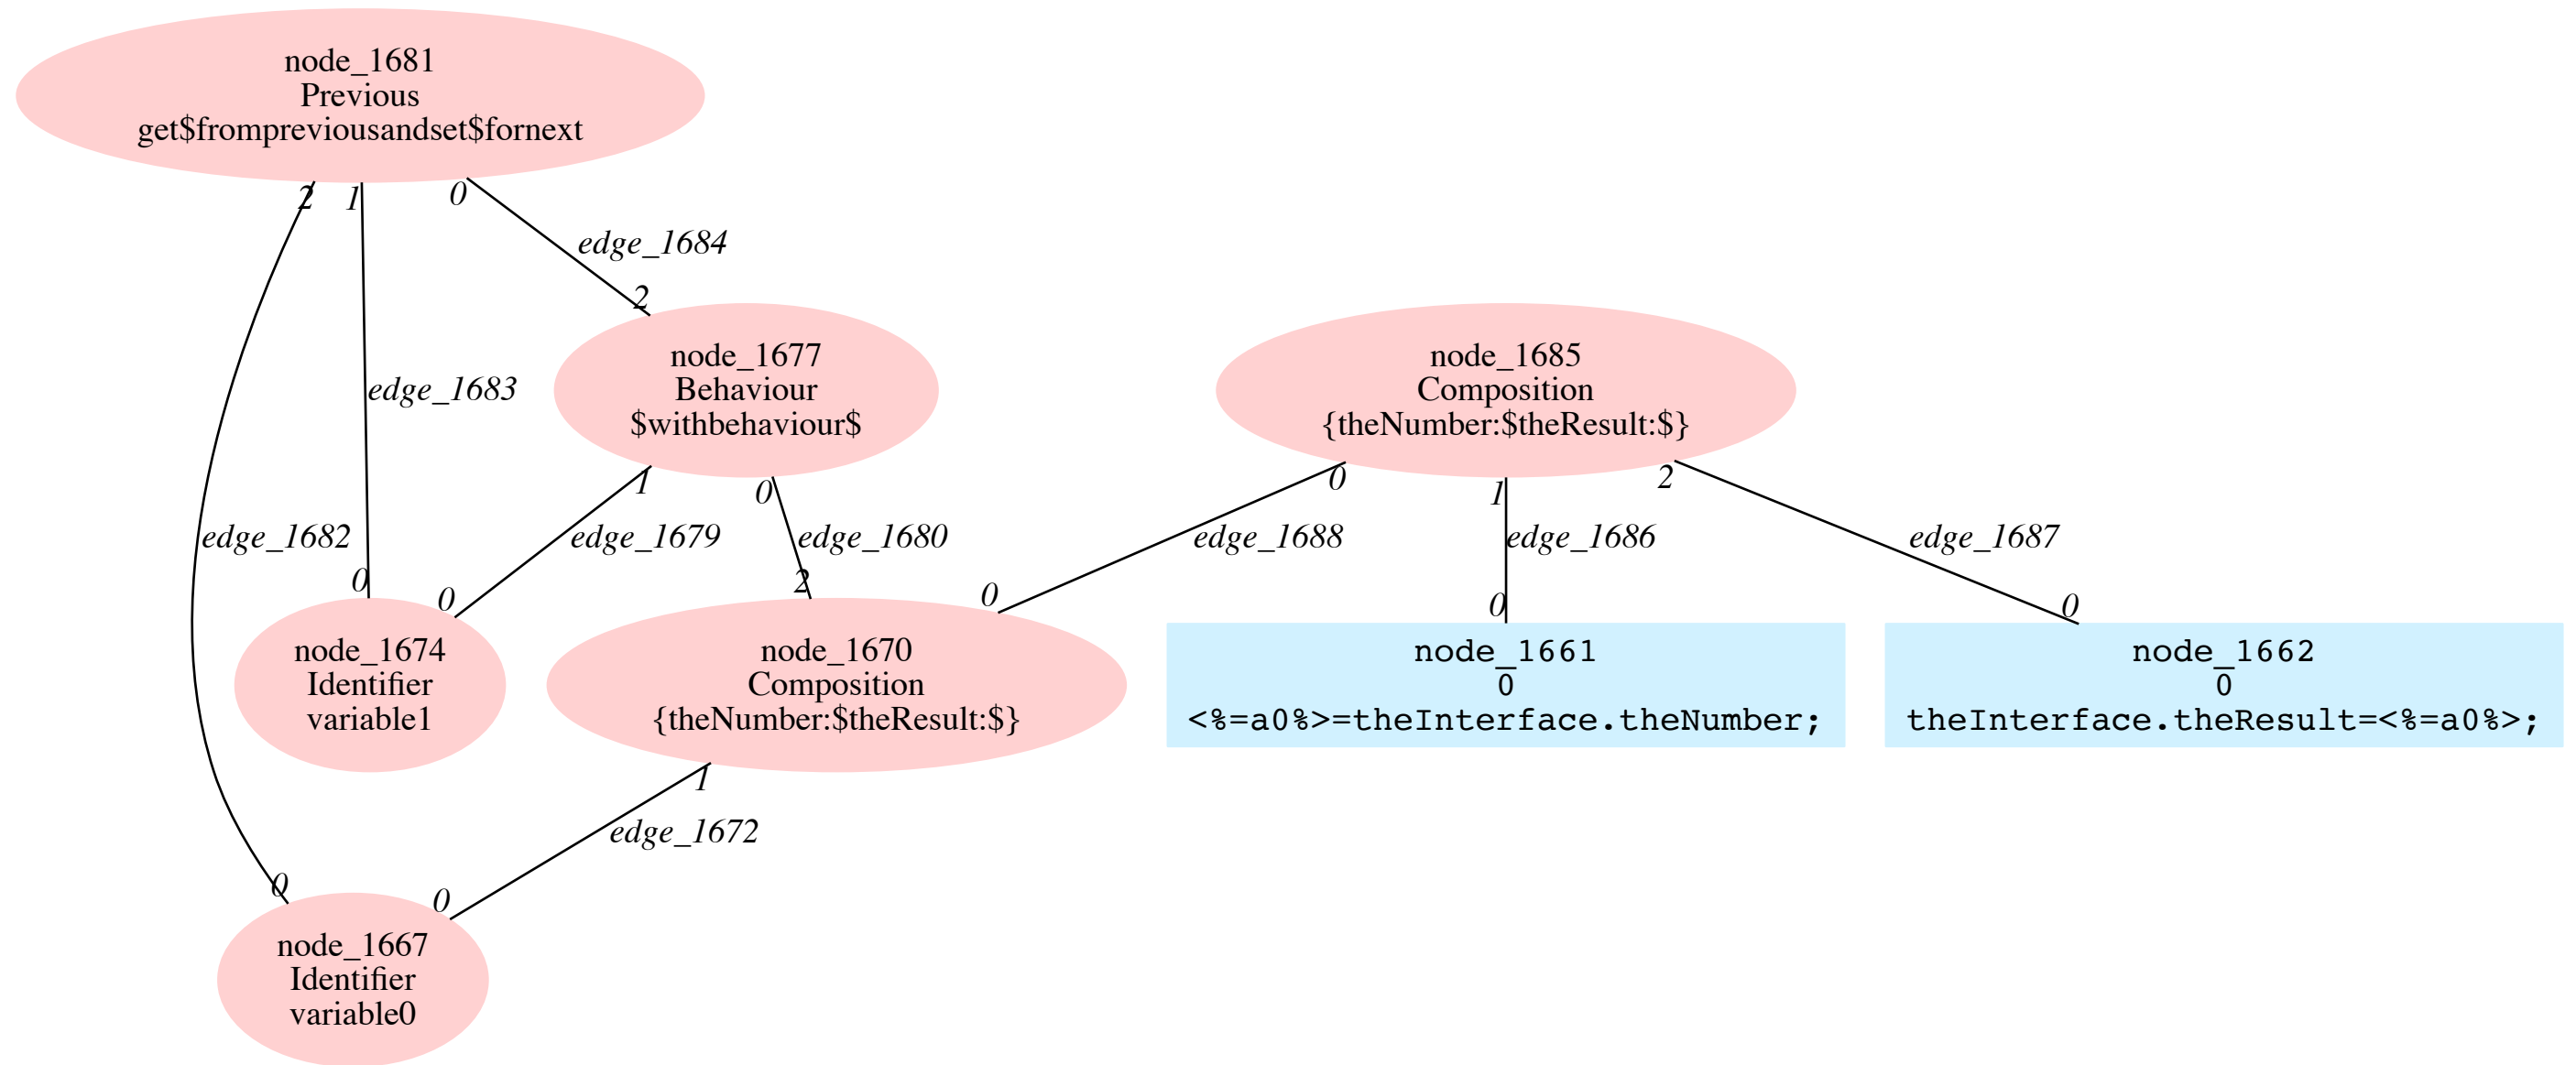 node_1681
Previous
get$frompreviousandset$fornext
2
1
0
edge_1684
2
node_1677
Behaviour
$withbehaviour$
node_1685
Composition
{theNumber:$theResult:$}
edge_1683
1
0
0
1
2
edge_1682
edge_1679
edge_1680
edge_1688
edge_1686
edge_1687
0
0
2
0
0
0
node_1674
Identifier
variable1
node_1670
Composition
{theNumber:$theResult:$}
node_1661
0
<%=a0%>=theInterface.theNumber;
node_1662
0
theInterface.theResult=<%=a0%>;
1
edge_1672
0
0
node_1667
Identifier
variable0